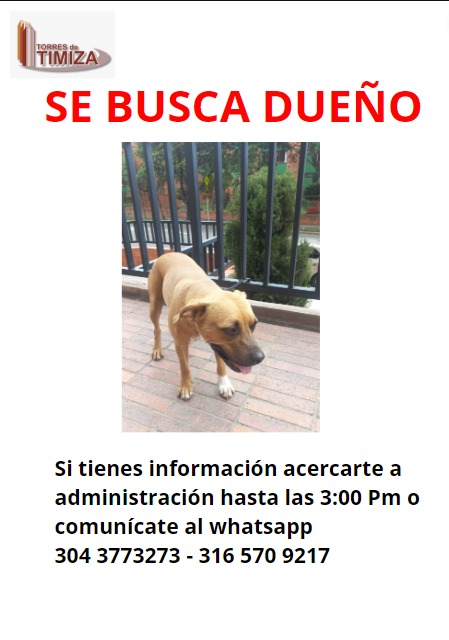 TORRES de
TIMIZA
SE BUSCA DUEÑO
Si tienes información acercarte a
administración hasta las 3:00 Pm o
comunícate al whatsapp
304 3773273 - 316 570 9217